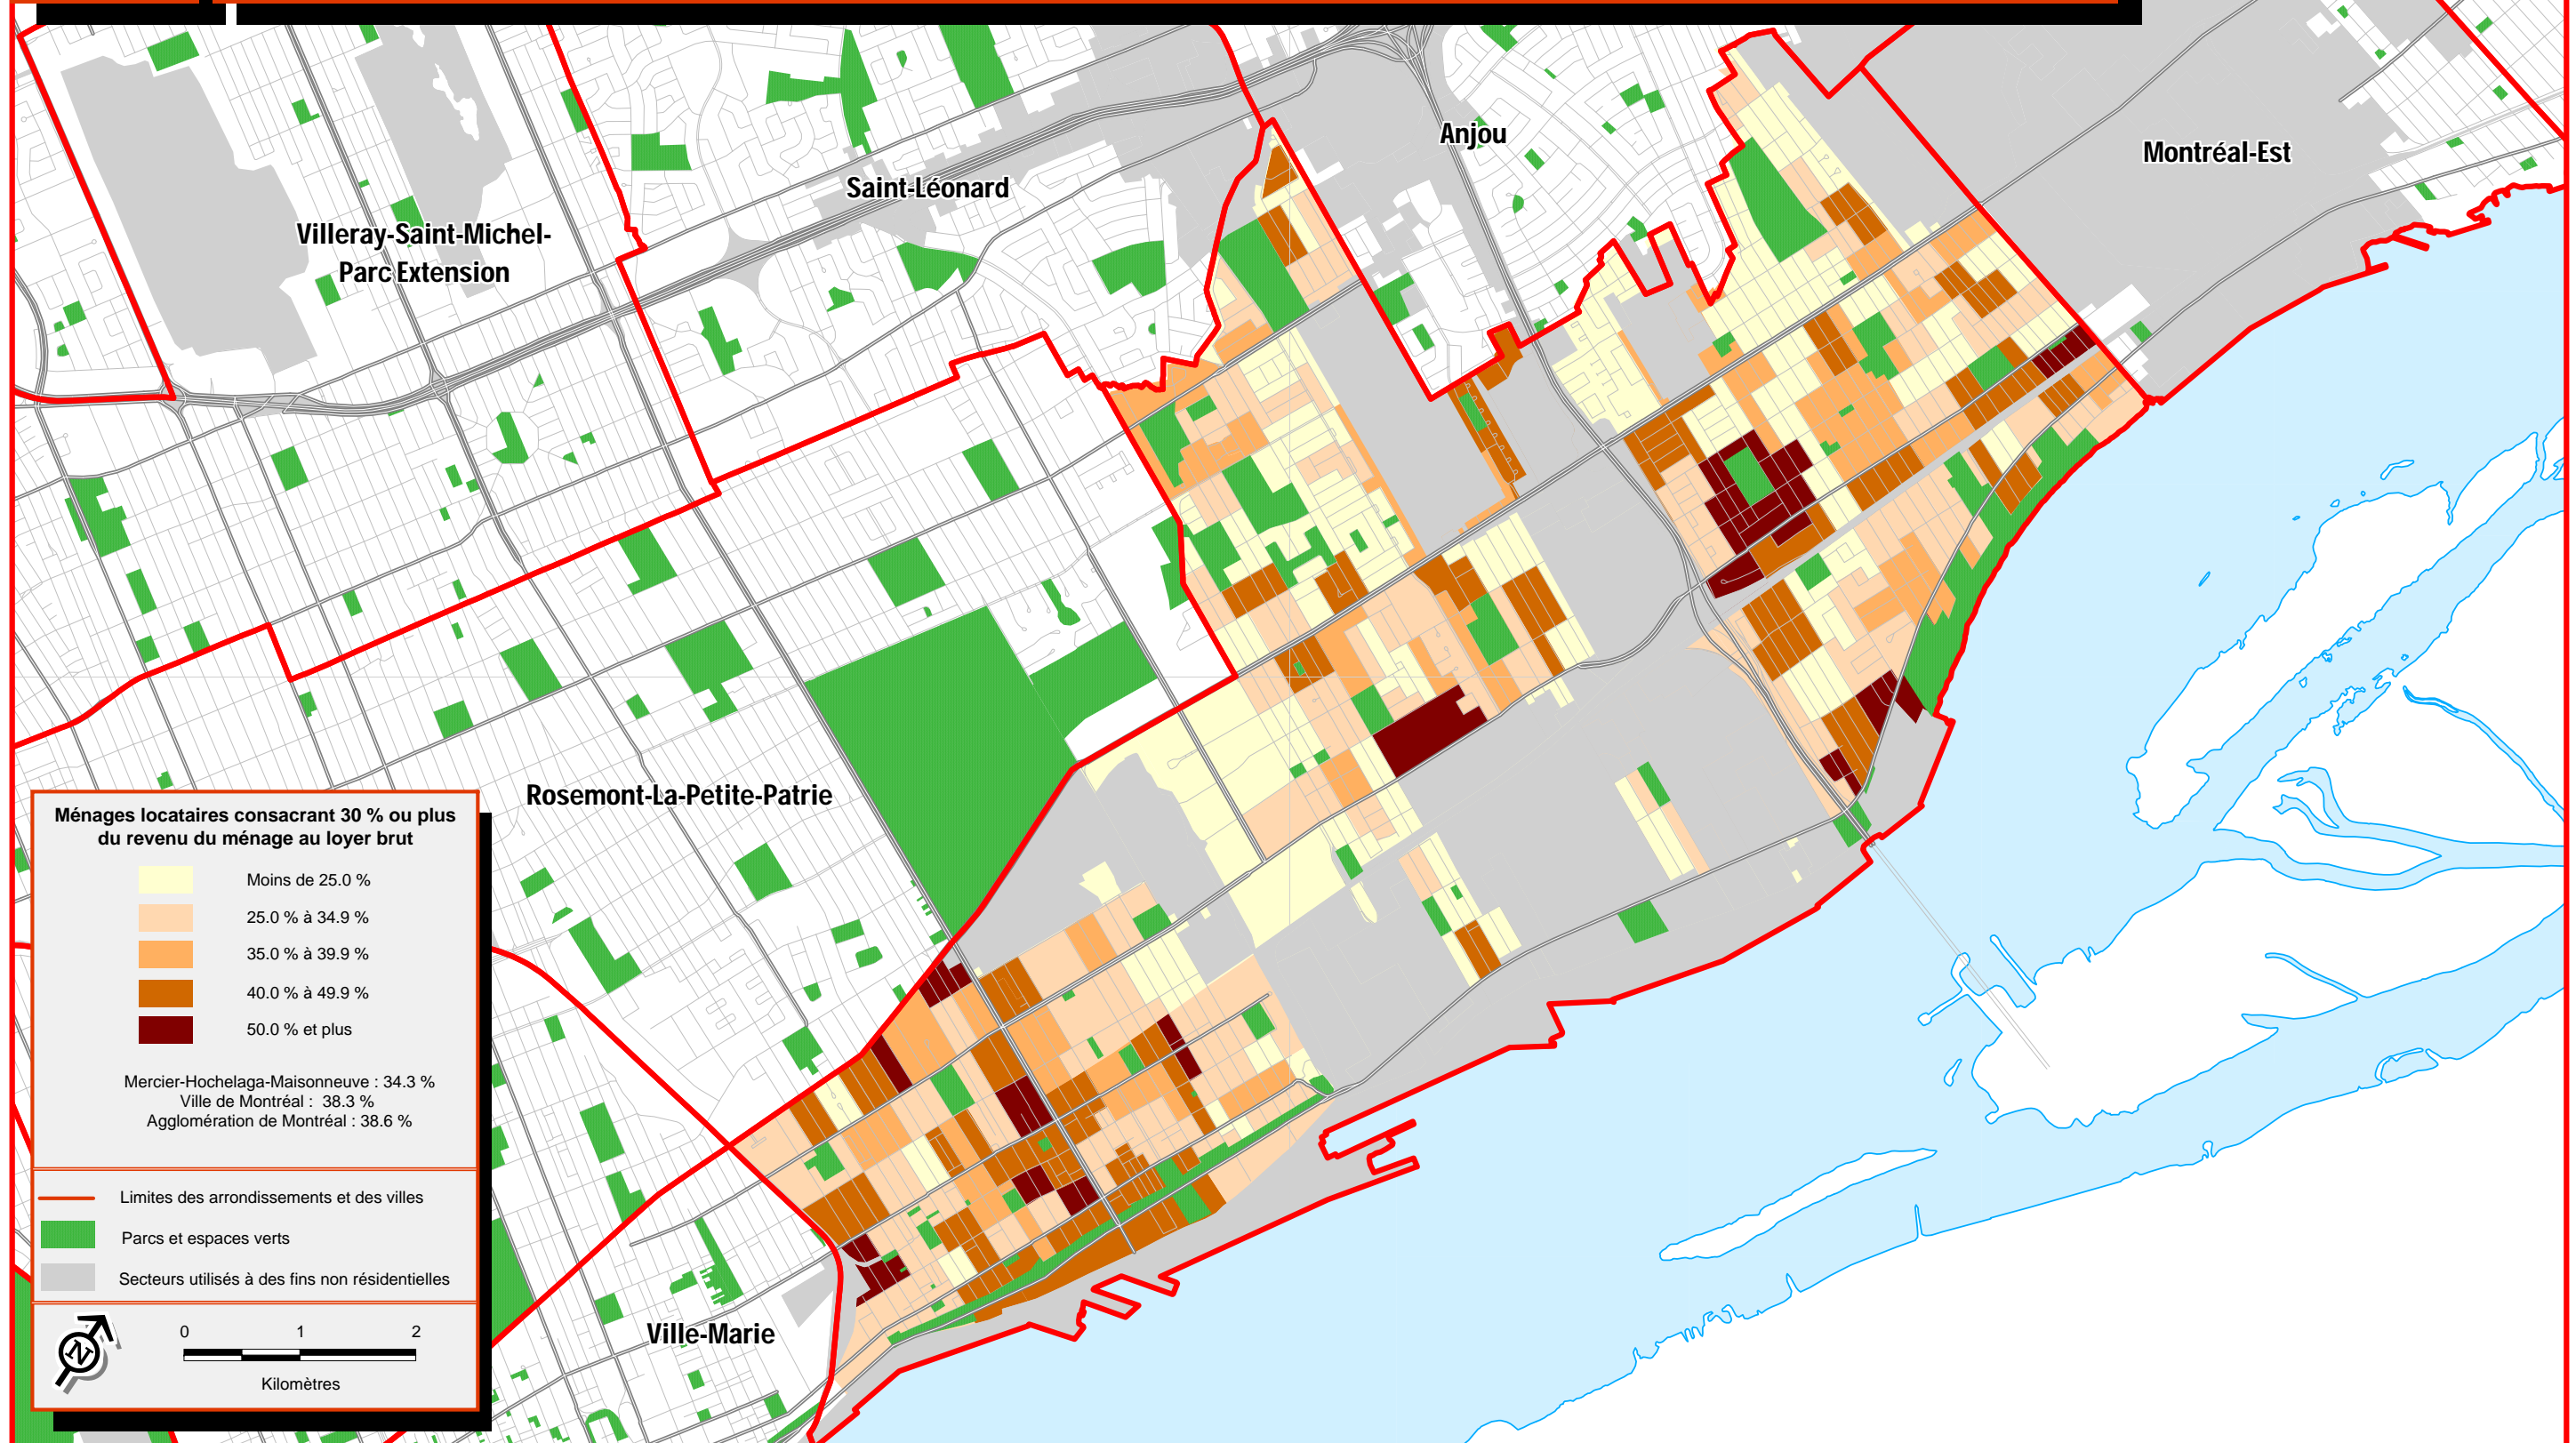 Anjou
Montréal-Est
Saint-Léonard
Villeray-Saint-Michel-
Parc Extension
Rosemont-La-Petite-Patrie
Ville-Marie
Ménages locataires consacrant 30 % ou plus
du revenu du ménage au loyer brut
Moins de 25.0 %
25.0 % à 34.9 %
35.0 % à 39.9 %
40.0 % à 49.9 %
50.0 % et plus
Mercier-Hochelaga-Maisonneuve : 34.3 %
Ville de Montréal : 38.3 %
Agglomération de Montréal : 38.6 %
Limites des arrondissements et des villes
Parcs et espaces verts
Secteurs utilisés à des fins non résidentielles
N
0 1 2
Kilomètres